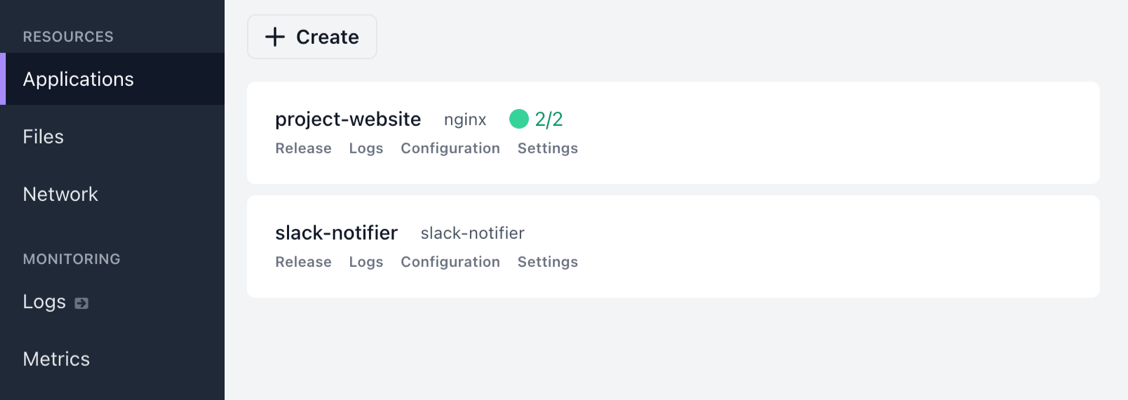 RESOURCES
Applications
Files
Network
MONITORING
Logs
Metrics
+ Create
project-website nginx 2/2
Release Logs Configuration Settings
slack-notifier slack-notifier
Release Logs Configuration Settings